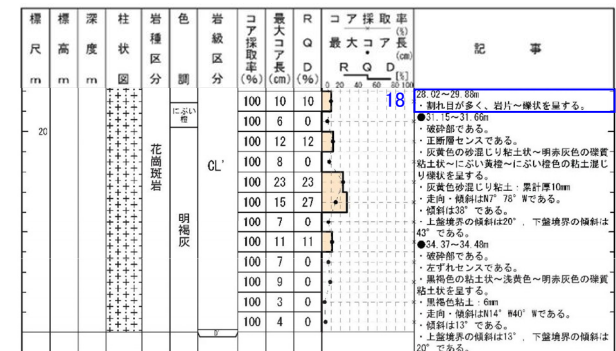 標尺 m
標高 m
深度 m
柱状図
岩種区分
色調
岩級区分
コア採取率(%)
最大コア長(cm)
RQD(%)
コア採取率(%)
最大コア長(cm)
RQD[%]
0 20 40 60 80 100
記事
20
花崗斑岩
にぶい橙
明褐灰
CL'
D'
100 10 10
100 6 0
100 12 12
100 8 0
100 23 23
100 15 27
100 7 0
100 11 11
100 7 0
100 9 0
100 3 0
100 4 0
18
28.02～29.88m
・割れ目が多く、岩片～礫状を呈する。
●31.15～31.66m
・破砕部である。
・正断層センスである。
・灰黄色の砂混じり粘土状～明赤灰色の礫質
粘土状～にぶい黄橙～にぶい橙色の粘土混じ
り礫状を呈する。
・灰黄色砂混じり粘土：累計厚10mm
・走向・傾斜はN7°78°Wである。
・傾斜は38°である。
・上盤境界の傾斜は20°、下盤境界の傾斜は
43°である。
●34.37～34.48m
・破砕部である。
・左ずれセンスである。
・黒褐色の粘土状～浅黄色～明赤灰色の礫質
粘土状を呈する。
・黒褐色粘土：6mm
・走向・傾斜はN14°W40°Wである。
・傾斜は13°である。
・上盤境界の傾斜は13°、下盤境界の傾斜は
20°である。